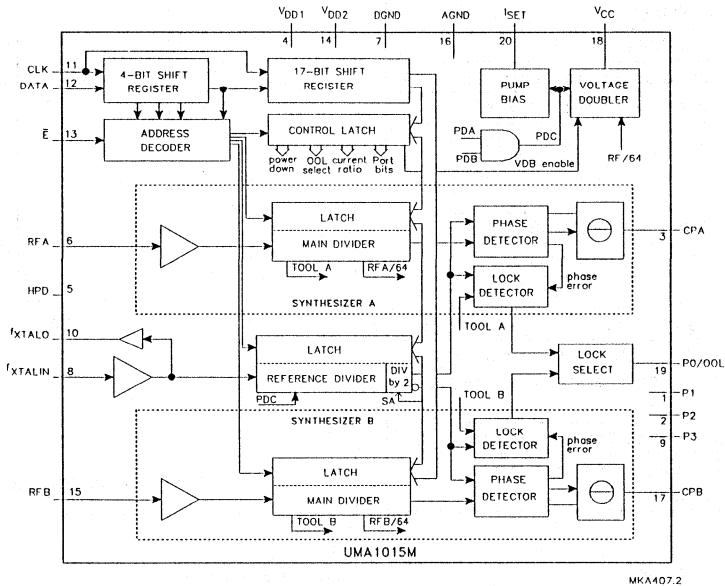 VDD1 VDD2 DGND AGND ISET VCC
4 14 7 16 20 18
CLK 11
DATA 12
4-BIT SHIFT
REGISTER
17-BIT SHIFT
REGISTER
PUMP
BIAS
VOLTAGE
DOUBLER
E 13
ADDRESS
DECODER
CONTROL LATCH
PDA
PDB
PDC
VDB enable
RF/64
power
down
OOL
select
current
ratio
Port
bits
RFA 6
LATCH
MAIN DIVIDER
TOOL A
RFA/64
PHASE
DETECTOR
LOCK
DETECTOR
phase
error
3 CPA
HPD 5
SYNTHESIZER A
TOOL A
fXTALO 10
fXTALIN 8
LATCH
REFERENCE DIVIDER
DIV
by 2
PDC
SA
LOCK
SELECT
19 P0/OOL
1 P1
2 P2
9 P3
SYNTHESIZER B
TOOL B
LOCK
DETECTOR
phase
error
RFB 15
LATCH
MAIN DIVIDER
TOOL B
RFB/64
PHASE
DETECTOR
17 CPB
UMA1015M
MKA407.2